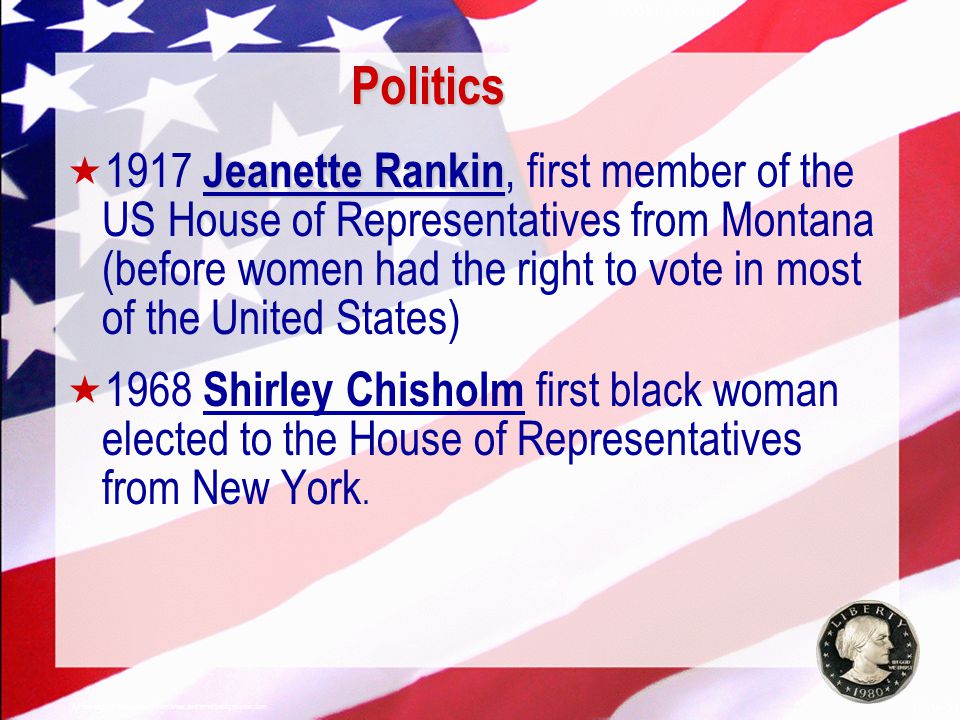 Politics
★1917 Jeanette Rankin, first member of the
US House of Representatives from Montana
(before women had the right to vote in most
of the United States)
★1968 Shirley Chisholm first black woman
elected to the House of Representatives
from New York.
LIBERTY
IN GOD
WE TRUST
1980